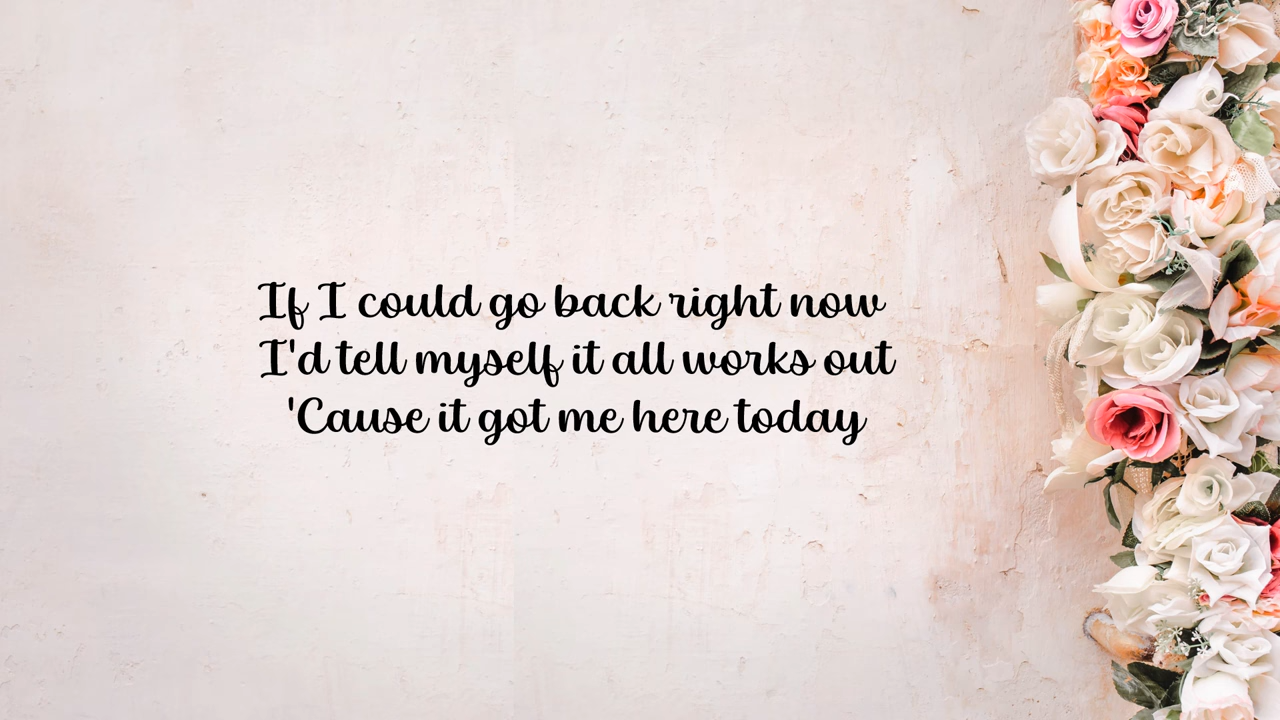 If I could go back right now
I'd tell myself it all works out
'Cause it got me here today